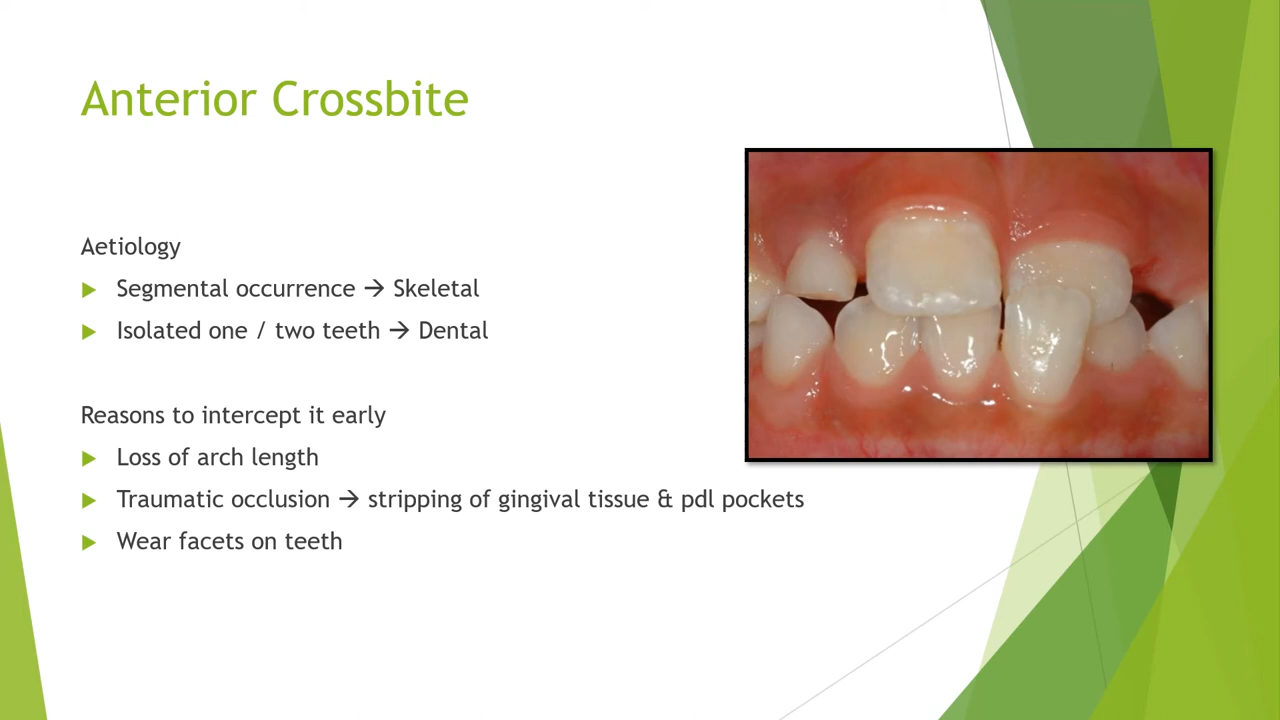 Anterior Crossbite
Aetiology
Segmental occurrence → Skeletal
Isolated one / two teeth → Dental
Reasons to intercept it early
Loss of arch length
Traumatic occlusion → stripping of gingival tissue & pdl pockets
Wear facets on teeth